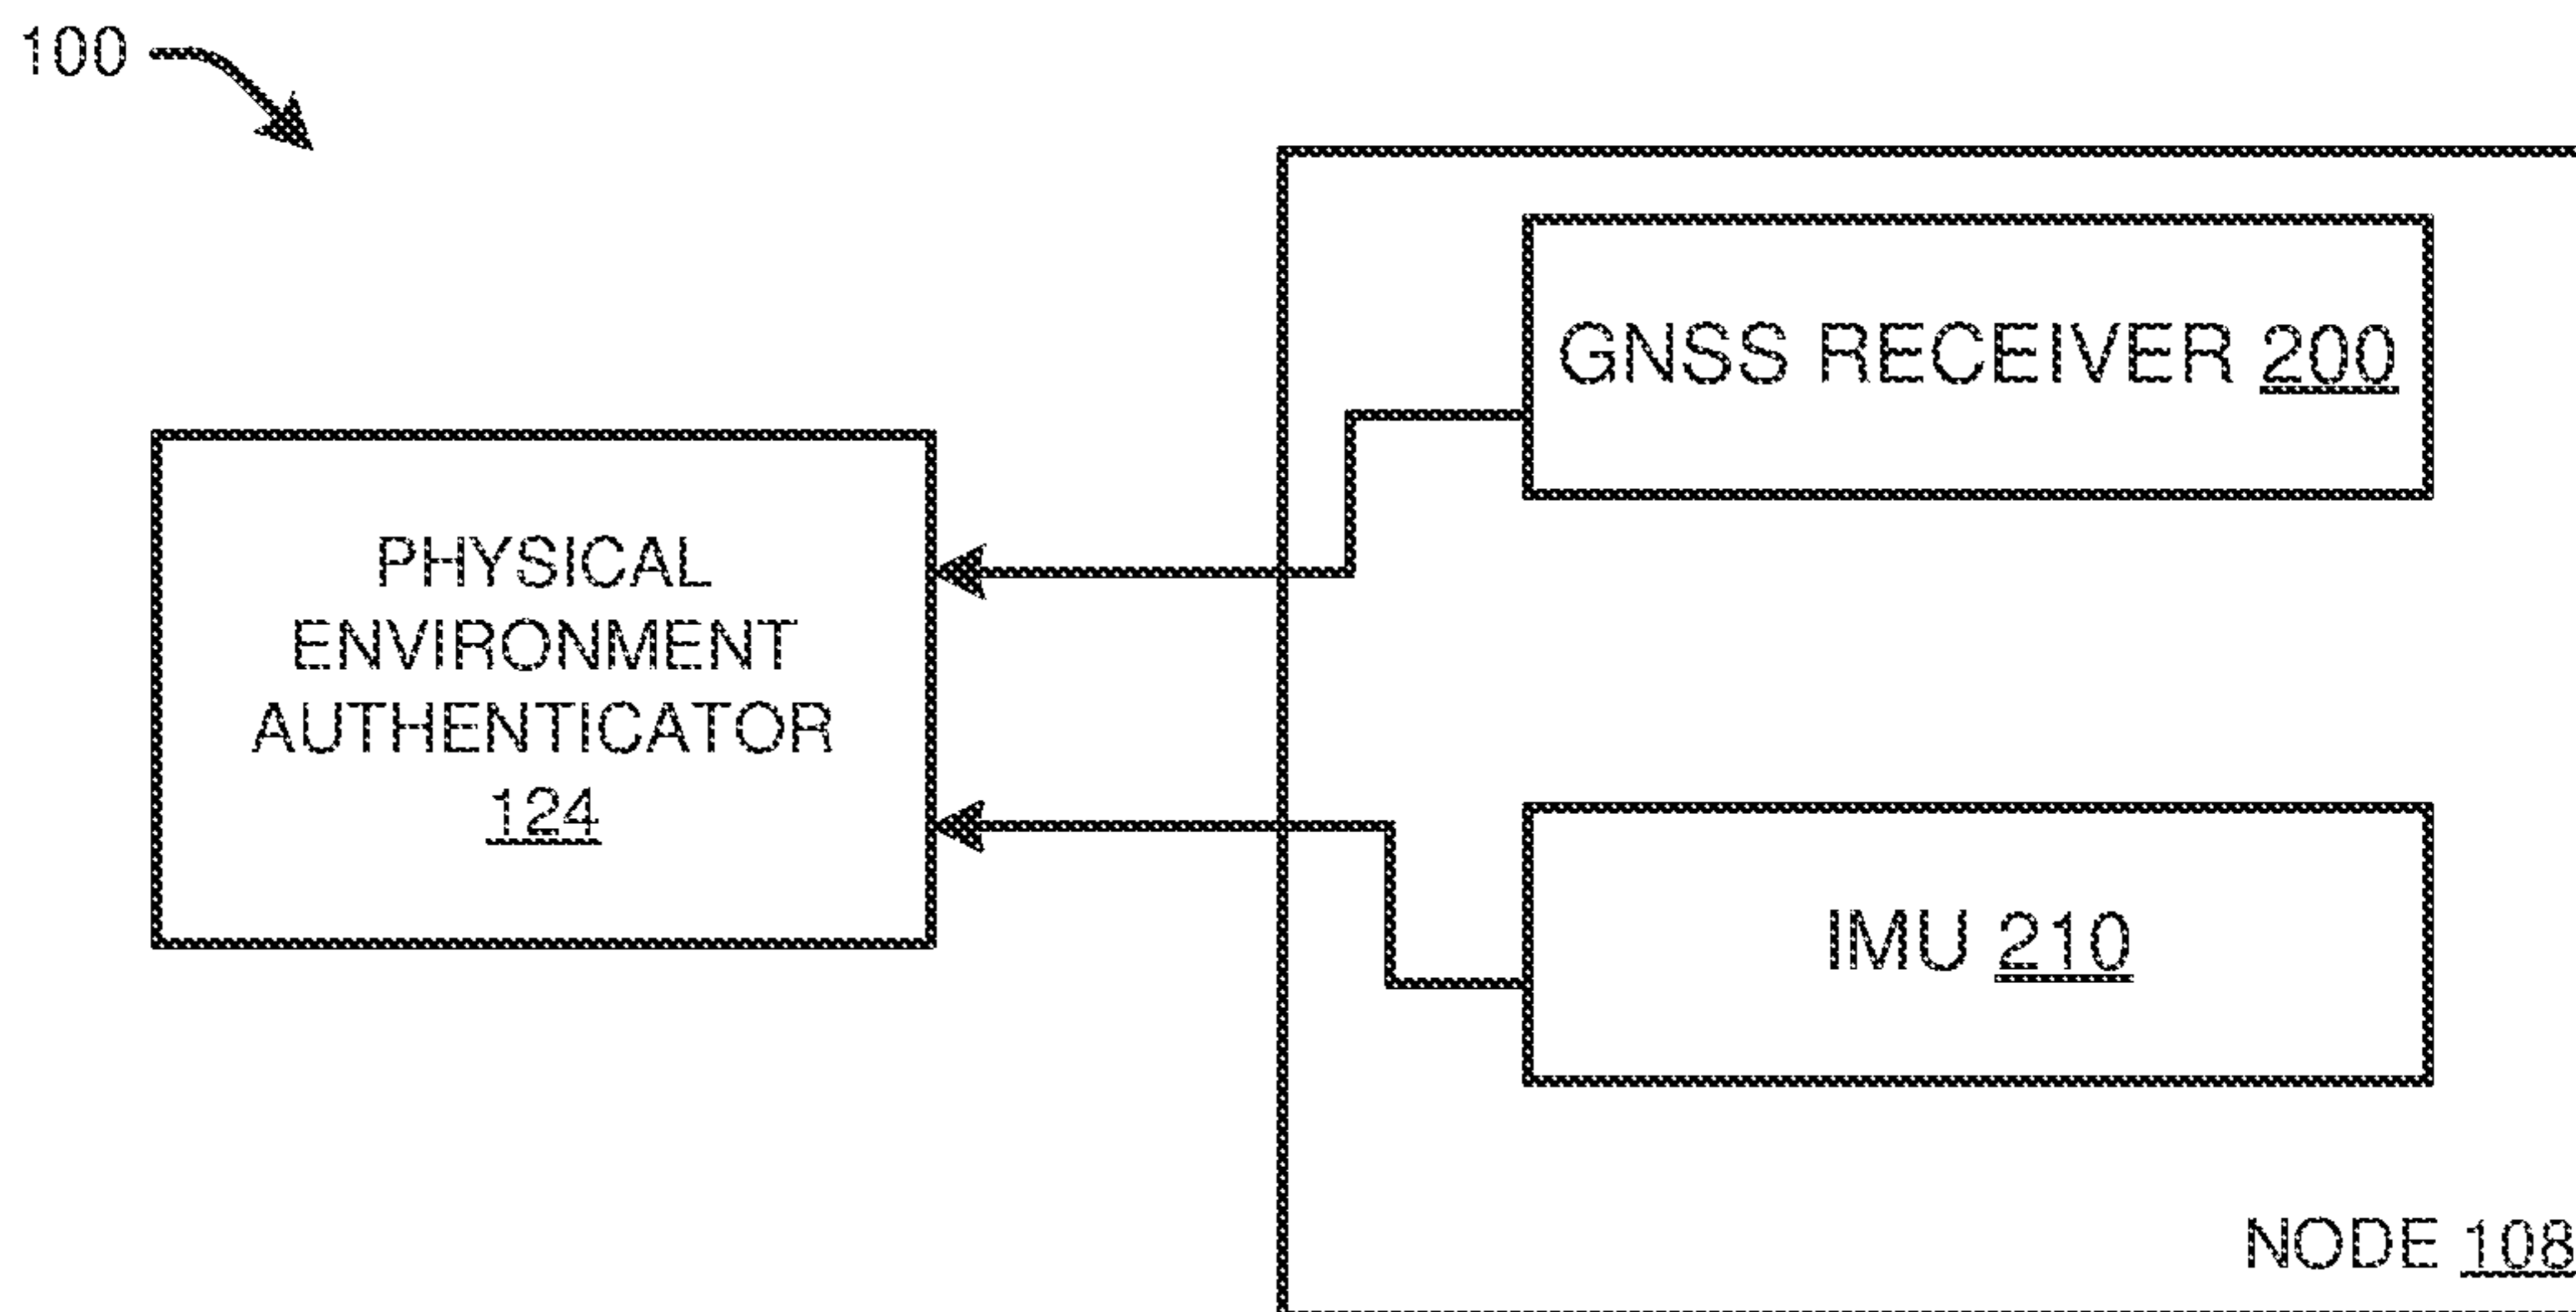 100
GNSS RECEIVER 200
PHYSICAL
ENVIRONMENT
AUTHENTICATOR
124
IMU 210
NODE 108